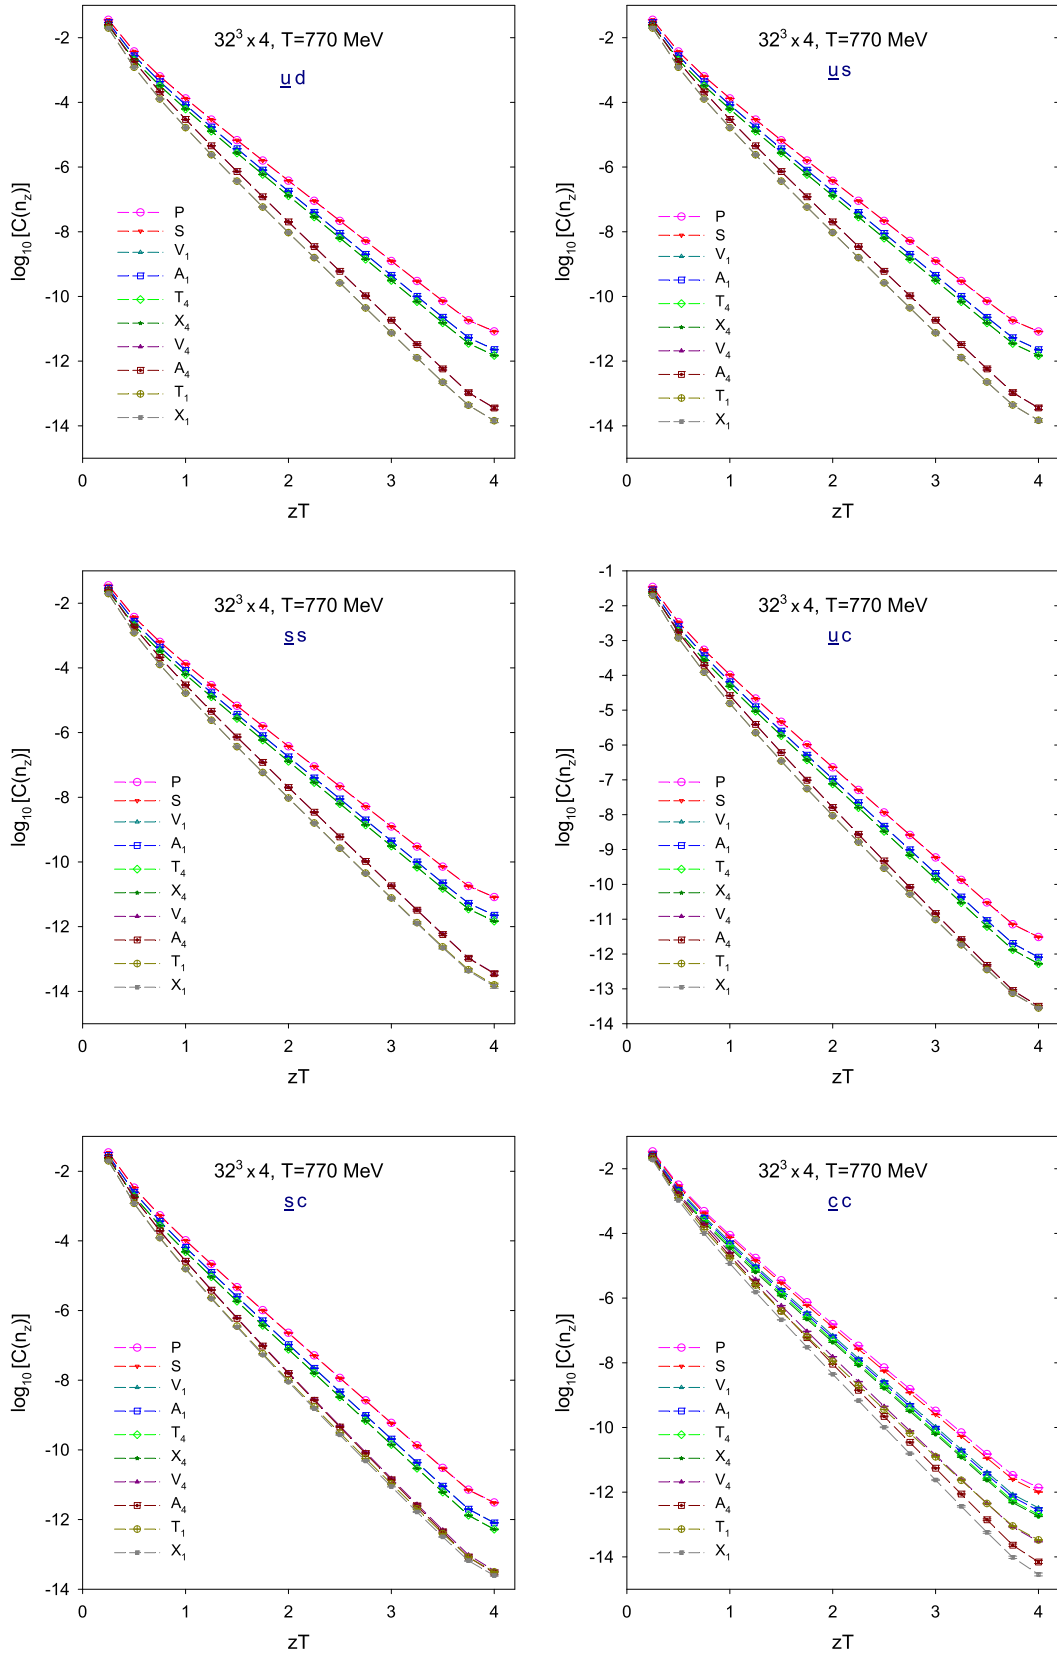 32³ x 4, T=770 MeV
ud
log₁₀ [C(n_z)]
-2
-4
-6
-8
-10
-12
-14
P
S
V₁
A₁
T₄
X₄
V₄
A₄
T₁
X₁
0 1 2 3 4
zT
32³ x 4, T=770 MeV
us
log₁₀ [C(n_z)]
-2
-4
-6
-8
-10
-12
-14
P
S
V₁
A₁
T₄
X₄
V₄
A₄
T₁
X₁
0 1 2 3 4
zT
32³ x 4, T=770 MeV
ss
log₁₀ [C(n_z)]
-2
-4
-6
-8
-10
-12
-14
P
S
V₁
A₁
T₄
X₄
V₄
A₄
T₁
X₁
0 1 2 3 4
zT
32³ x 4, T=770 MeV
uc
log₁₀ [C(n_z)]
-1
-2
-3
-4
-5
-6
-7
-8
-9
-10
-11
-12
-13
-14
P
S
V₁
A₁
T₄
X₄
V₄
A₄
T₁
X₁
0 1 2 3 4
zT
32³ x 4, T=770 MeV
sc
log₁₀ [C(n_z)]
-2
-4
-6
-8
-10
-12
-14
P
S
V₁
A₁
T₄
X₄
V₄
A₄
T₁
X₁
0 1 2 3 4
zT
32³ x 4, T=770 MeV
cc
log₁₀ [C(n_z)]
-2
-4
-6
-8
-10
-12
-14
P
S
V₁
A₁
T₄
X₄
V₄
A₄
T₁
X₁
0 1 2 3 4
zT